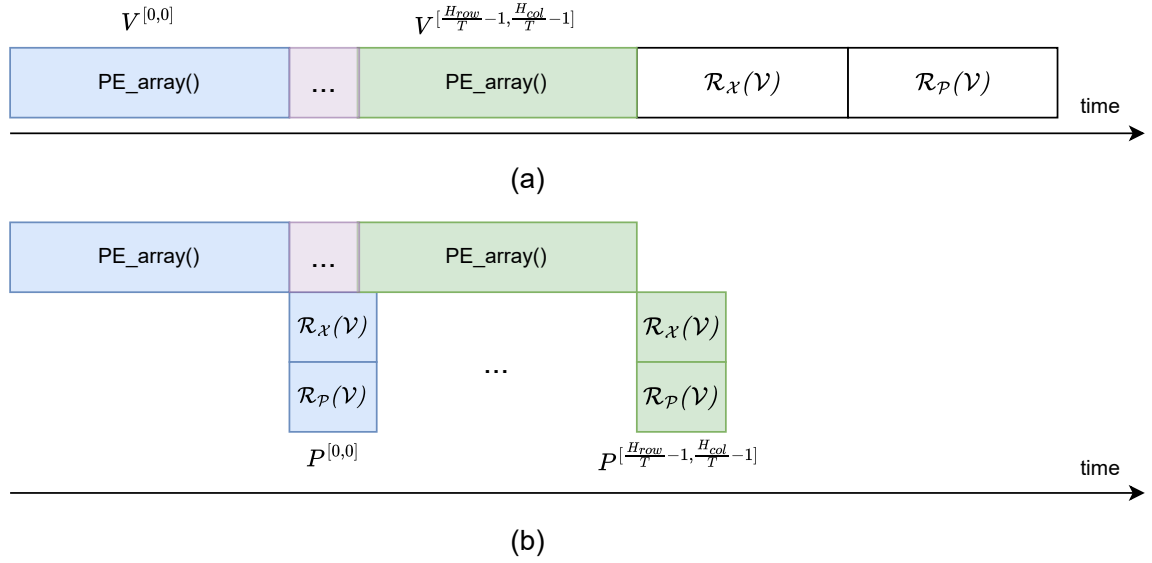 V^{[0,0]} V^{[\frac{H_{row}}{T}-1,\frac{H_{col}}{T}-1]}
PE_array() ... PE_array() \mathcal{R}_{\mathcal{X}}(\mathcal{V}) \mathcal{R}_{\mathcal{P}}(\mathcal{V})
time
(a)
PE_array() ... PE_array()
\mathcal{R}_{\mathcal{X}}(\mathcal{V}) \mathcal{R}_{\mathcal{X}}(\mathcal{V})
...
\mathcal{R}_{\mathcal{P}}(\mathcal{V}) \mathcal{R}_{\mathcal{P}}(\mathcal{V})
P^{[0,0]} P^{[\frac{H_{row}}{T}-1,\frac{H_{col}}{T}-1]}
time
(b)